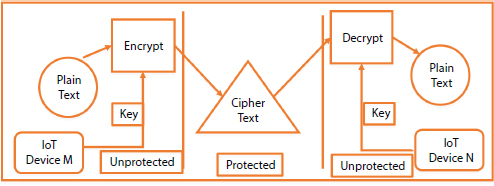 Encrypt
Decrypt
Plain
Text
Plain
Text
Cipher
Text
Key
Key
IoT
Device M
Unprotected
Protected
Unprotected
IoT
Device N